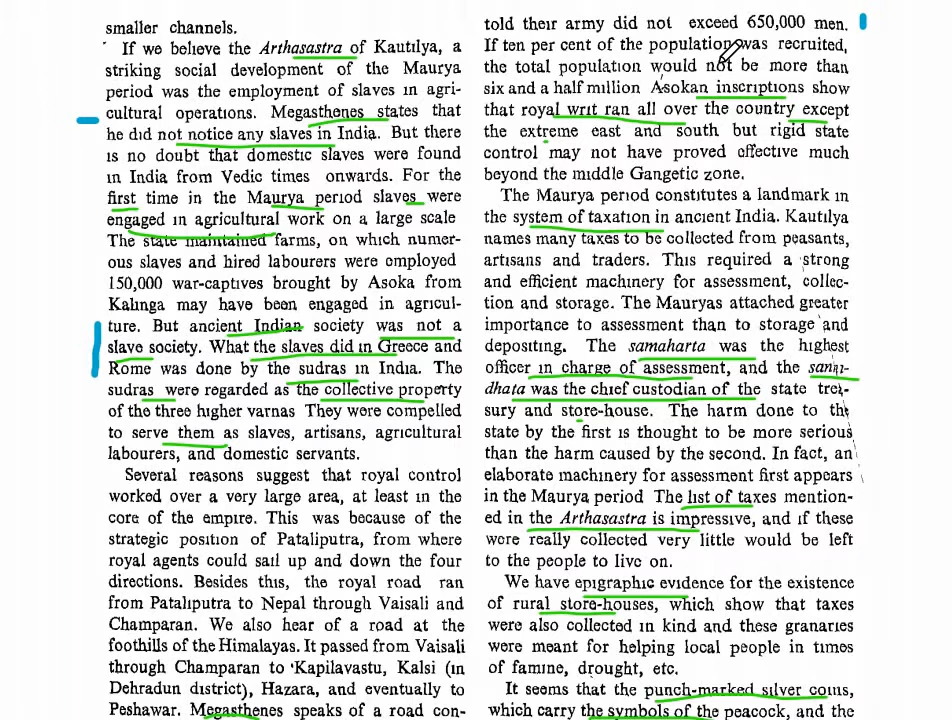 smaller channels.
If we believe the Arthasastra of Kautilya, a
striking social development of the Maurya
period was the employment of slaves in agri-
cultural operations. Megasthenes states that
he did not notice any slaves in India. But there
is no doubt that domestic slaves were found
in India from Vedic times onwards. For the
first time in the Maurya period slaves were
engaged in agricultural work on a large scale
The state maintained farms, on which numer-
ous slaves and hired labourers were employed
150,000 war-captives brought by Asoka from
Kalinga may have been engaged in agricul-
ture. But ancient Indian society was not a
slave society. What the slaves did in Greece and
Rome was done by the sudras in India. The
sudras were regarded as the collective property
of the three higher varnas They were compelled
to serve them as slaves, artisans, agricultural
labourers, and domestic servants.
Several reasons suggest that royal control
worked over a very large area, at least in the
core of the empire. This was because of the
strategic position of Pataliputra, from where
royal agents could sail up and down the four
directions. Besides this, the royal road ran
from Pataliputra to Nepal through Vaisali and
Champaran. We also hear of a road at the
foothills of the Himalayas. It passed from Vaisali
through Champaran to 'Kapilavastu, Kalsi (in
Dehradun district), Hazara, and eventually to
Peshawar. Megasthenes speaks of a road con-
told their army did not exceed 650,000 men.
If ten per cent of the population was recruited,
the total population would not be more than
six and a half million Asokan inscriptions show
that royal writ ran all over the country except
the extreme east and south but rigid state
control may not have proved effective much
beyond the middle Gangetic zone.
The Maurya period constitutes a landmark in
the system of taxation in ancient India. Kautilya
names many taxes to be collected from peasants,
artisans and traders. This required a strong
and efficient machinery for assessment, collec-
tion and storage. The Mauryas attached greater
importance to assessment than to storage and
depositing. The samaharta was the highest
officer in charge of assessment, and the sanni-
dhata was the chief custodian of the state trea-
sury and store-house. The harm done to the
state by the first is thought to be more serious
than the harm caused by the second. In fact, an
elaborate machinery for assessment first appears
in the Maurya period The list of taxes mention-
ed in the Arthasastra is impressive, and if these
were really collected very little would be left
to the people to live on.
We have epigraphic evidence for the existence
of rural store-houses, which show that taxes
were also collected in kind and these granaries
were meant for helping local people in times
of famine, drought, etc.
It seems that the punch-marked silver coins,
which carry the symbols of the peacock, and the